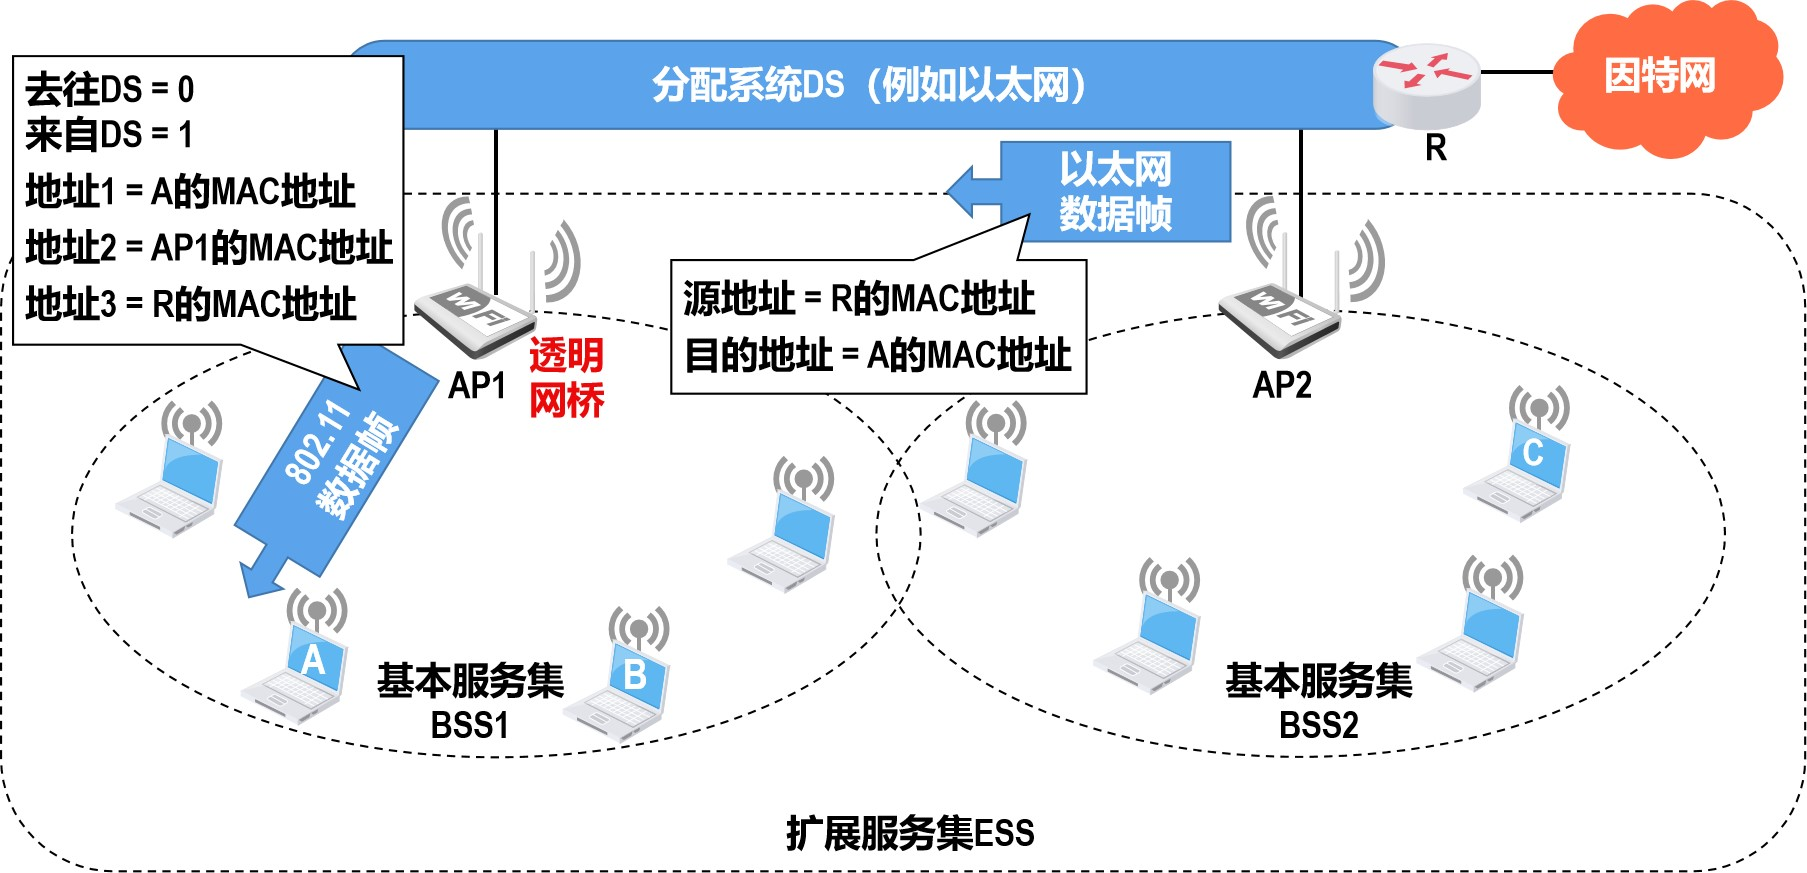 分配系统DS（例如以太网）
因特网
R
去往DS = 0
来自DS = 1
地址1 = A的MAC地址
地址2 = AP1的MAC地址
地址3 = R的MAC地址
以太网
数据帧
源地址 = R的MAC地址
目的地址 = A的MAC地址
WiFi
AP1
透明
网桥
WiFi
AP2
802.11
数据帧
A
B
C
基本服务集
BSS1
基本服务集
BSS2
扩展服务集ESS